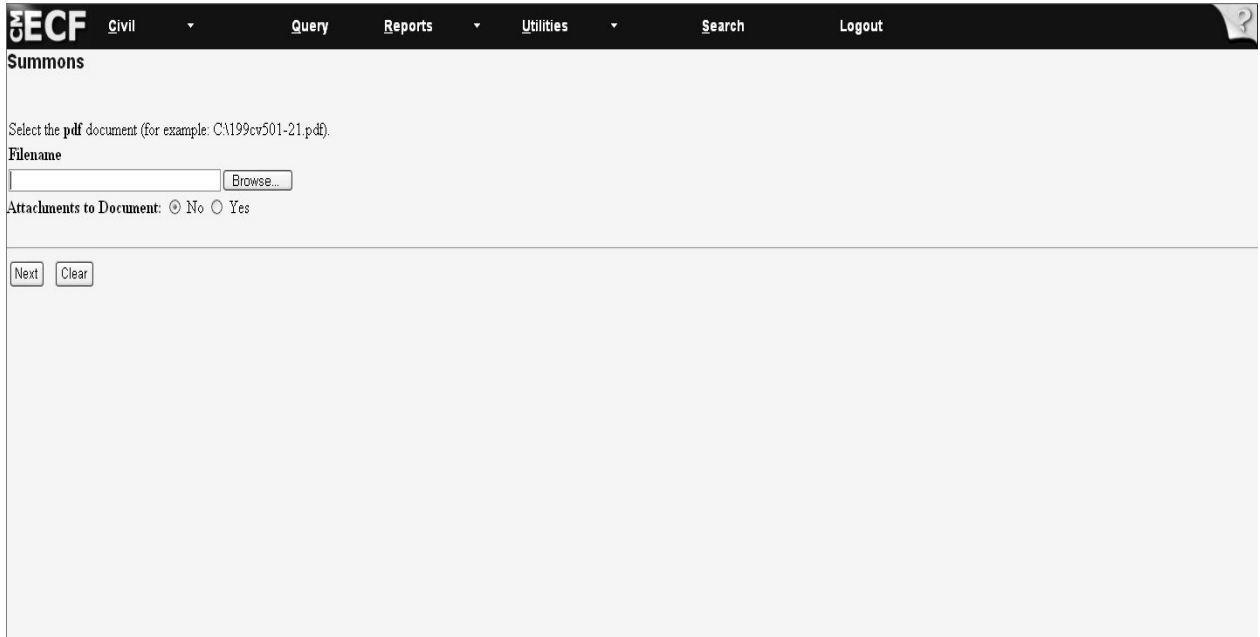 CM ECF Civil Query Reports Utilities Search Logout ?
Summons
Select the pdf document (for example: C:\199cv501-21.pdf).
Filename
Browse...
Attachments to Document: No Yes
Next Clear